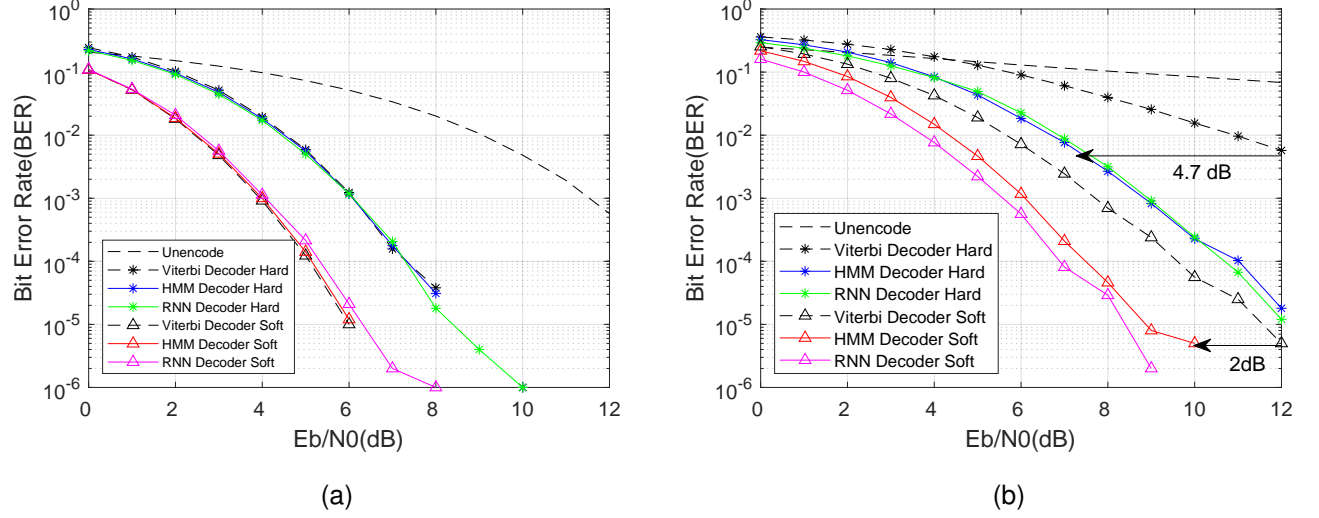 10^0
10^-1
10^-2
10^-3
10^-4
10^-5
10^-6
Bit Error Rate(BER)
0 2 4 6 8 10 12
Eb/N0(dB)
Unencode
Viterbi Decoder Hard
HMM Decoder Hard
RNN Decoder Hard
Viterbi Decoder Soft
HMM Decoder Soft
RNN Decoder Soft
(a)
10^0
10^-1
10^-2
10^-3
10^-4
10^-5
10^-6
Bit Error Rate(BER)
0 2 4 6 8 10 12
Eb/N0(dB)
4.7 dB
2dB
Unencode
Viterbi Decoder Hard
HMM Decoder Hard
RNN Decoder Hard
Viterbi Decoder Soft
HMM Decoder Soft
RNN Decoder Soft
(b)